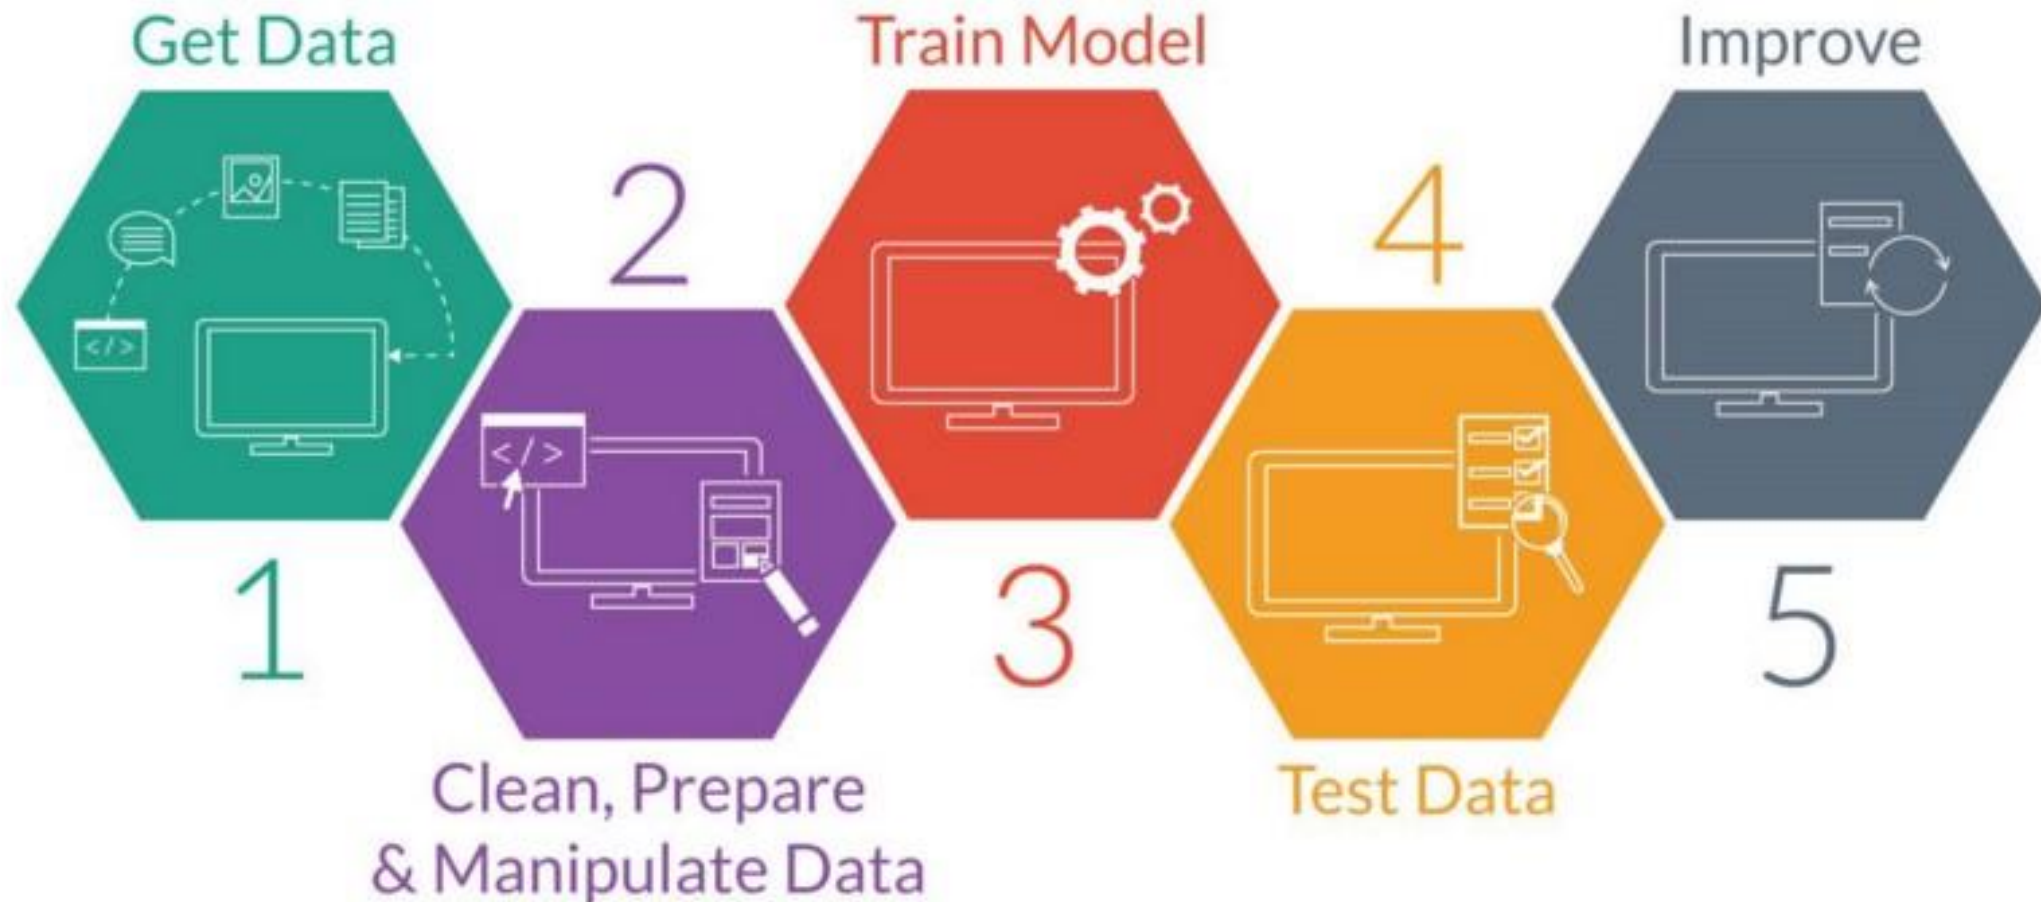 Get Data
1
</>
2
</>
Clean, Prepare
& Manipulate Data
Train Model
3
4
Test Data
Improve
5